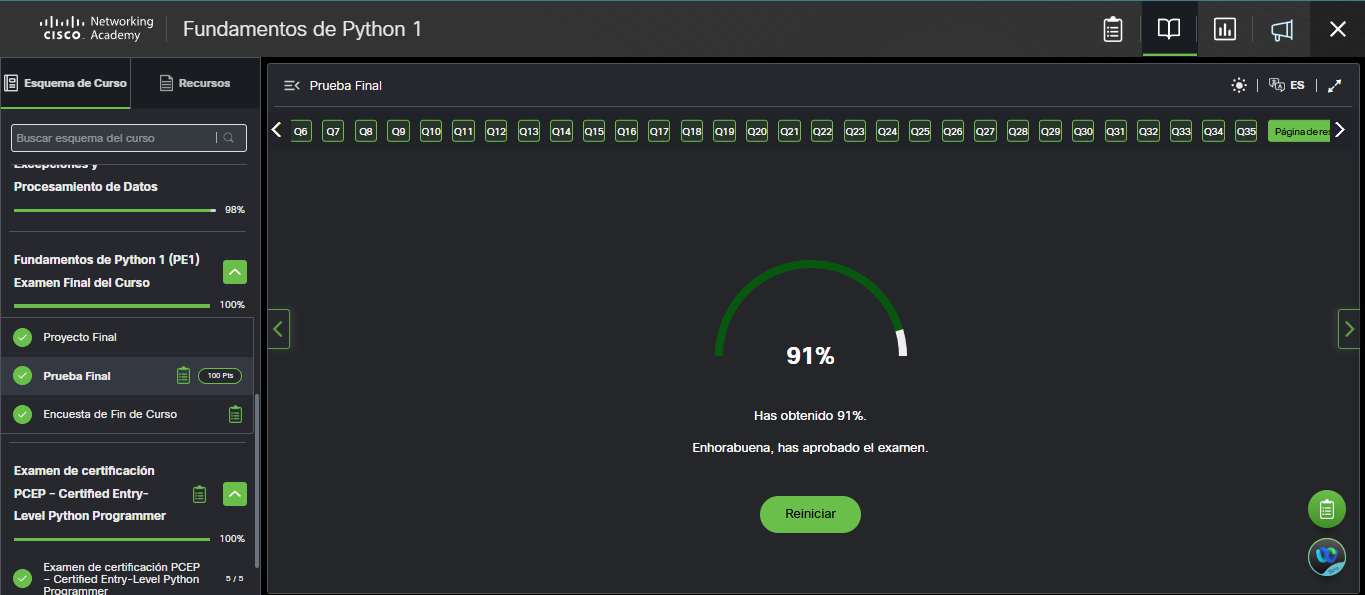 Networking
CISCO Academy
Fundamentos de Python 1
Esquema de Curso
Recursos
Buscar esquema del curso
Excepciones y
Procesamiento de Datos
98%
Fundamentos de Python 1 (PE1)
Examen Final del Curso
100%
Proyecto Final
Prueba Final
100 Pts
Encuesta de Fin de Curso
Examen de certificación
PCEP – Certified Entry-
Level Python Programmer
100%
Examen de certificación PCEP
– Certified Entry-Level Python
Programmer
5 / 5
Prueba Final
ES
Q6 Q7 Q8 Q9 Q10 Q11 Q12 Q13 Q14 Q15 Q16 Q17 Q18 Q19 Q20 Q21 Q22 Q23 Q24 Q25 Q26 Q27 Q28 Q29 Q30 Q31 Q32 Q33 Q34 Q35 Página de res
91%
Has obtenido 91%.
Enhorabuena, has aprobado el examen.
Reiniciar